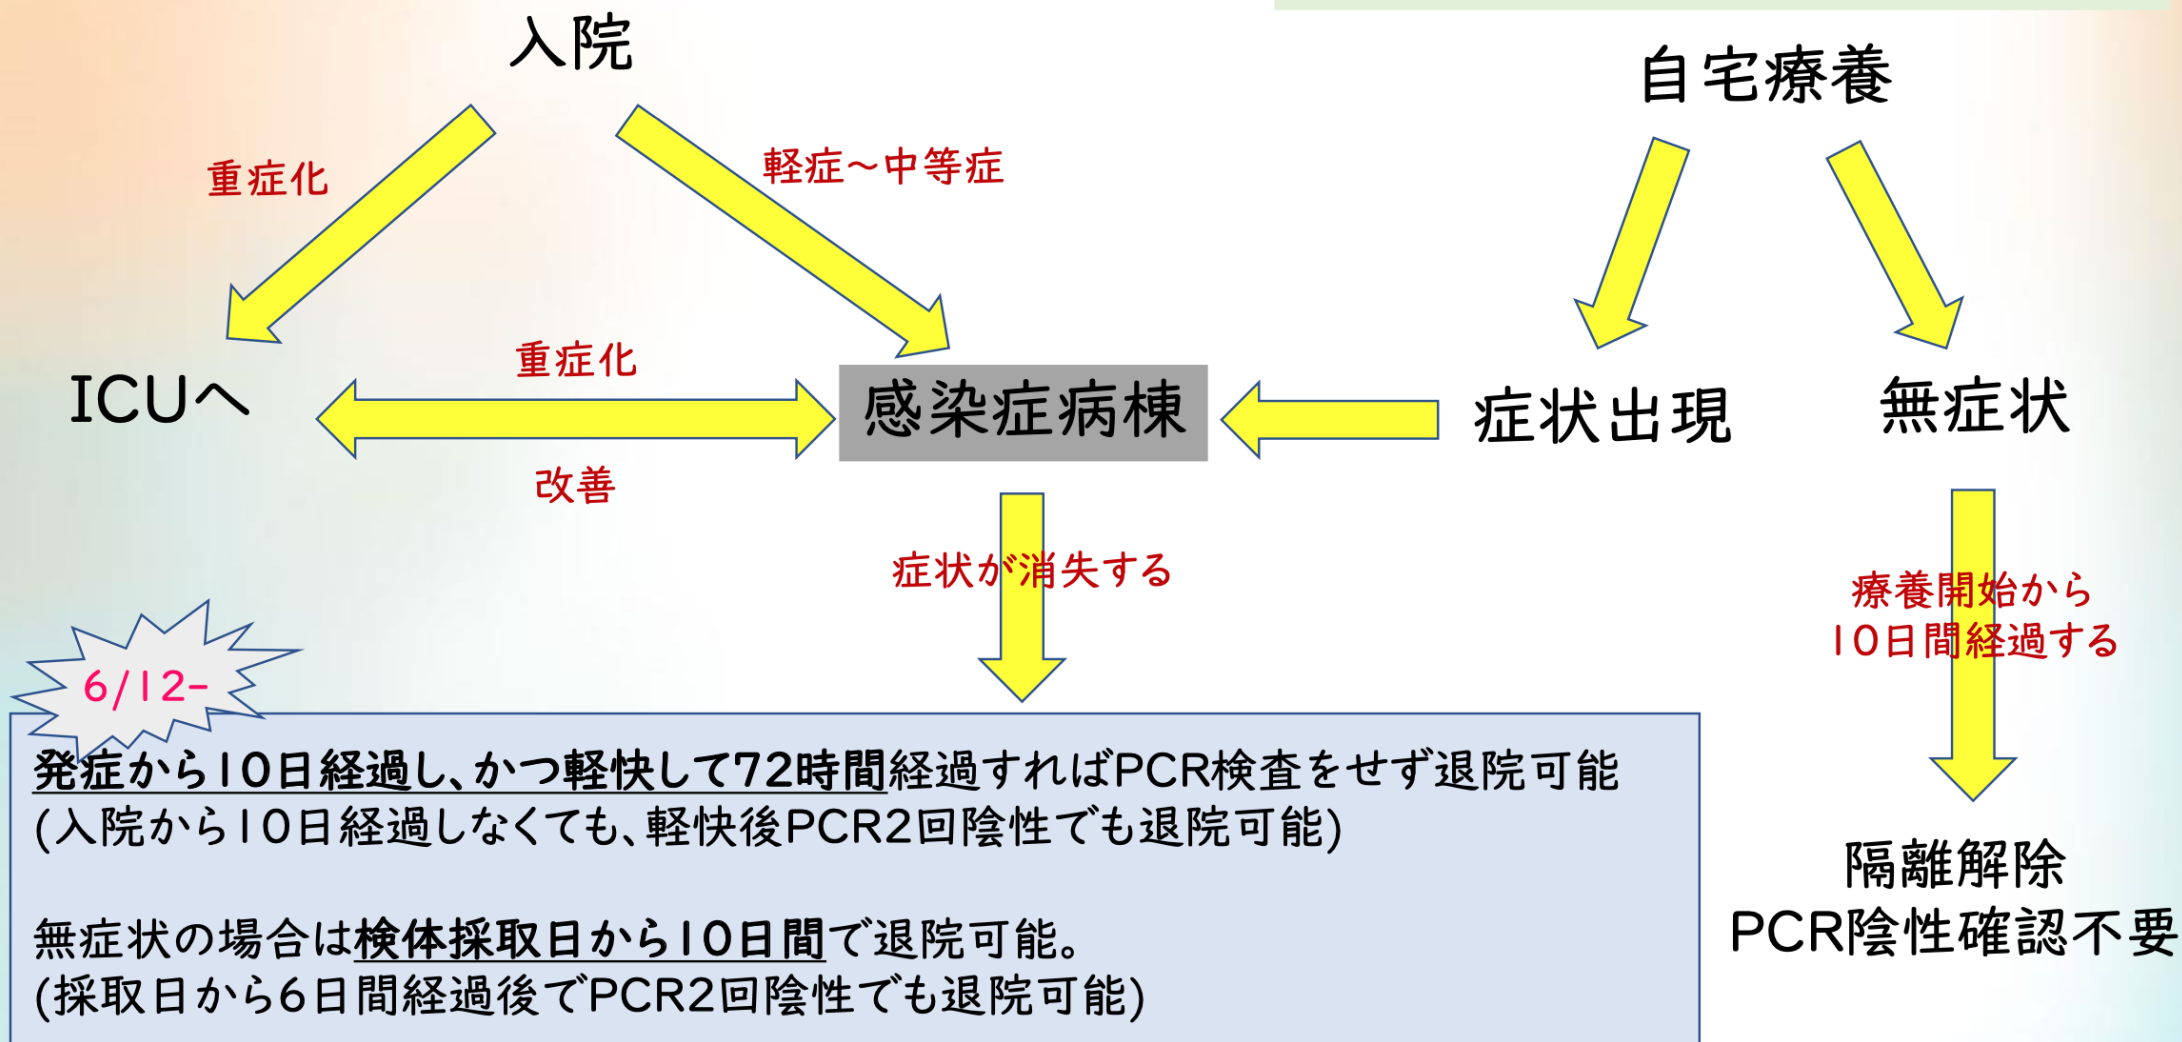 入院
自宅療養
重症化
軽症～中等症
重症化
ICUへ
感染症病棟
症状出現
無症状
改善
症状が消失する
療養開始から
10日間経過する
6/12-
発症から10日経過し、かつ軽快して72時間経過すればPCR検査をせず退院可能
(入院から10日経過しなくても、軽快後PCR2回陰性でも退院可能)
無症状の場合は検体採取日から10日間で退院可能。
(採取日から6日間経過後でPCR2回陰性でも退院可能)
隔離解除
PCR陰性確認不要